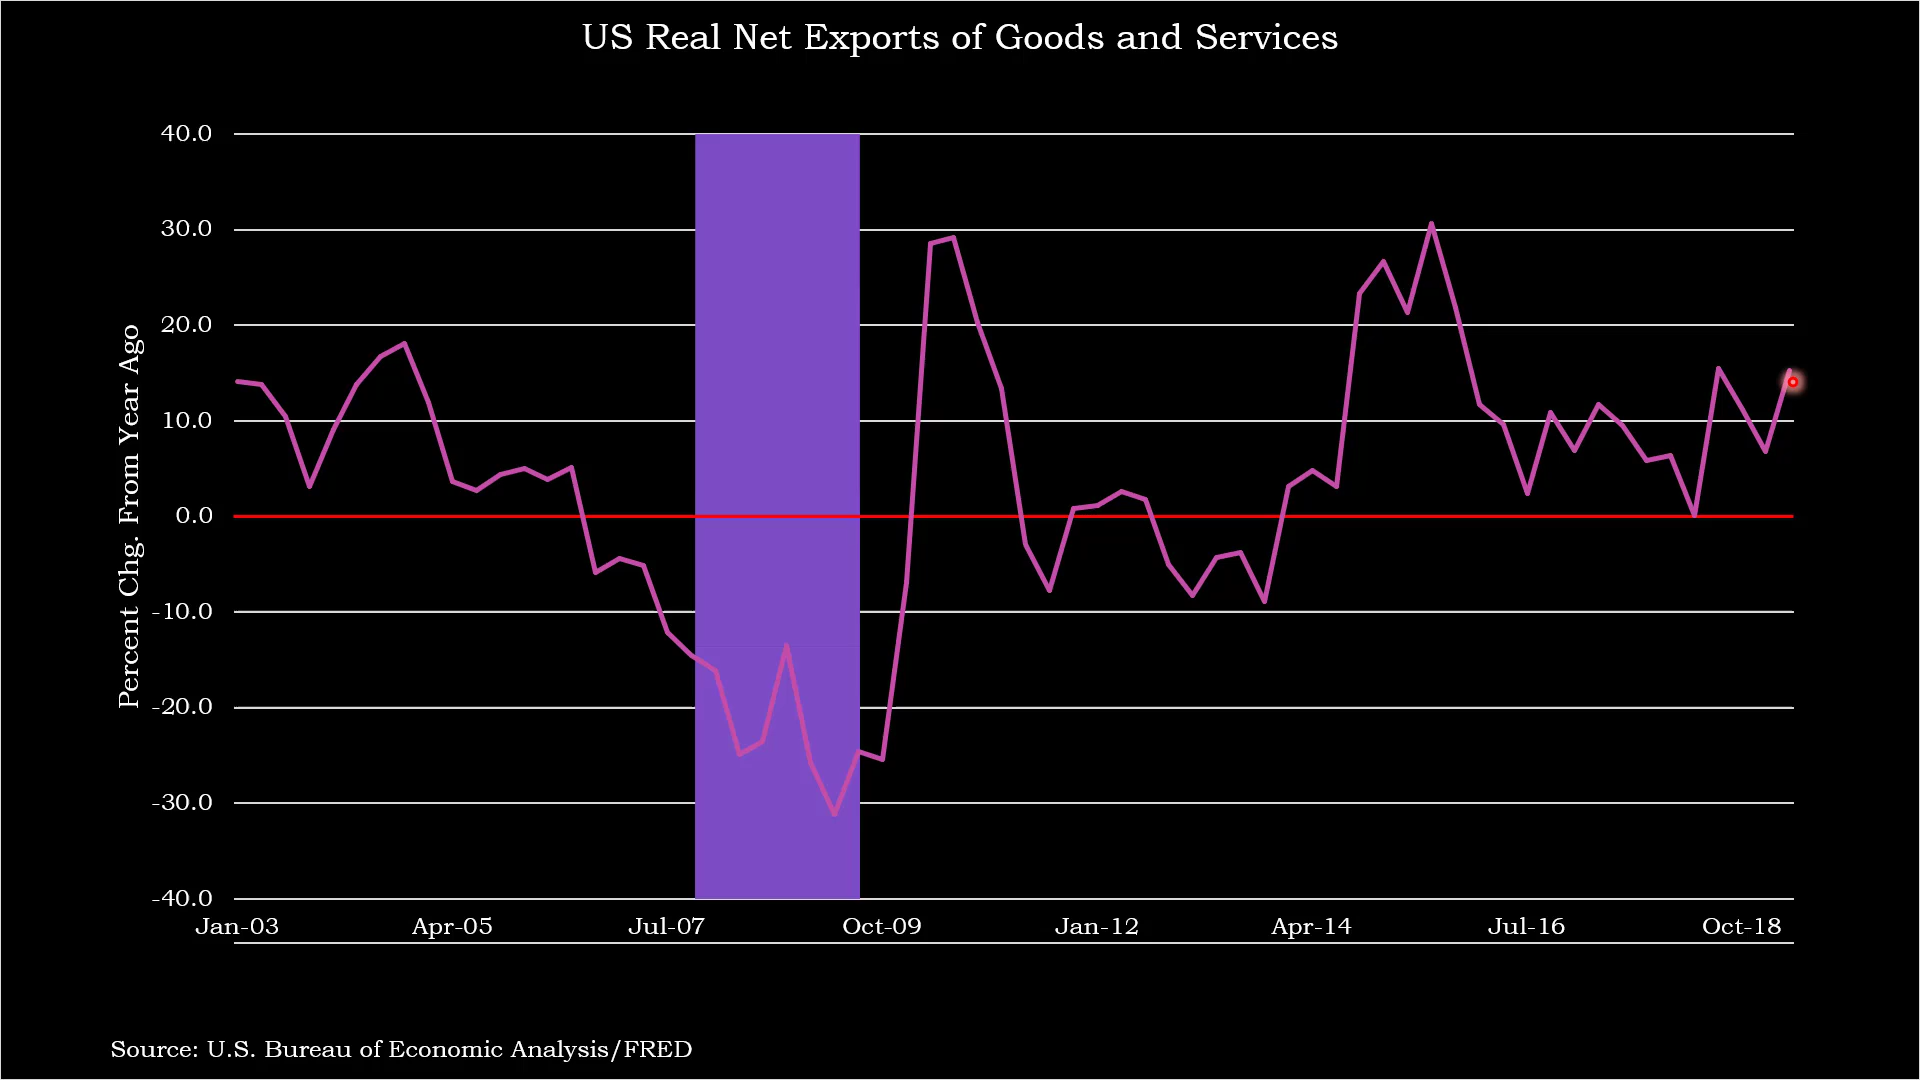 US Real Net Exports of Goods and Services
Percent Chg. From Year Ago
40.0
30.0
20.0
10.0
0.0
-10.0
-20.0
-30.0
-40.0
Jan-03 Apr-05 Jul-07 Oct-09 Jan-12 Apr-14 Jul-16 Oct-18
Source: U.S. Bureau of Economic Analysis/FRED